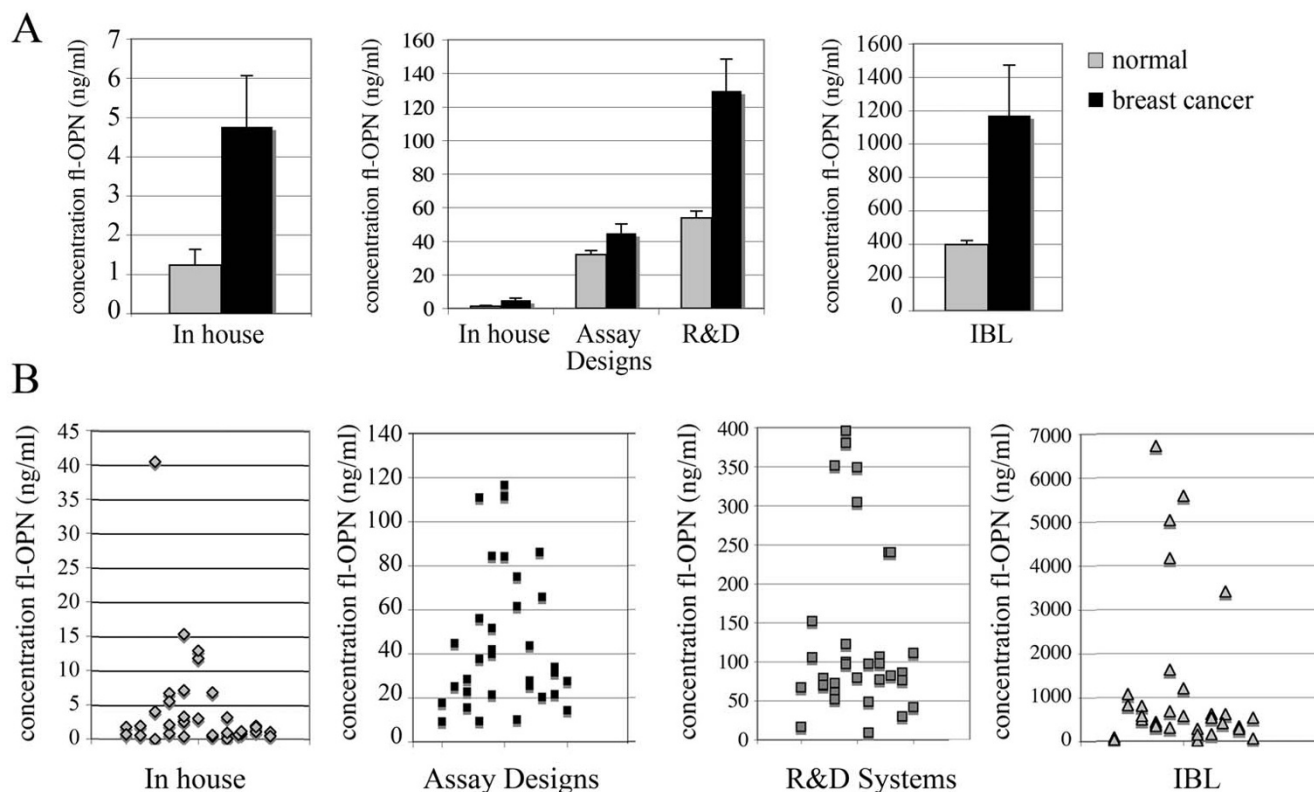 A
concentration fl-OPN (ng/ml)
7
6
5
4
3
2
1
0
In house
concentration fl-OPN (ng/ml)
160
140
120
100
80
60
40
20
0
In house
Assay
Designs
R&D
concentration fl-OPN (ng/ml)
1600
1400
1200
1000
800
600
400
200
0
IBL
normal
breast cancer
B
concentration fl-OPN (ng/ml)
45
40
35
30
25
20
15
10
5
0
In house
concentration fl-OPN (ng/ml)
140
120
100
80
60
40
20
0
Assay Designs
concentration fl-OPN (ng/ml)
400
350
300
250
200
150
100
50
0
R&D Systems
concentration fl-OPN (ng/ml)
7000
6000
5000
4000
3000
2000
1000
0
IBL